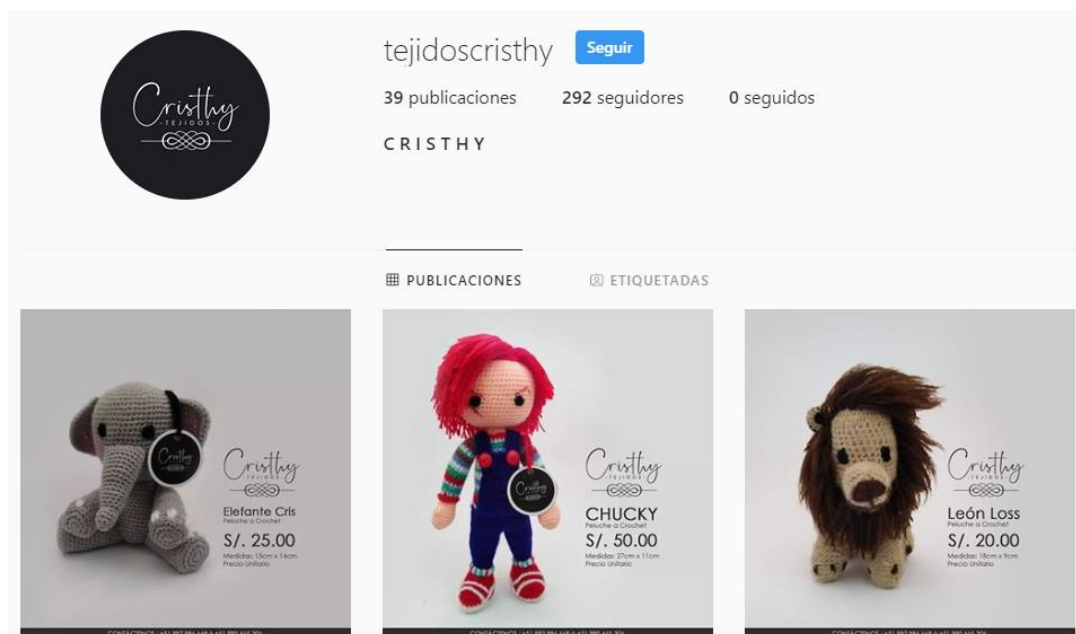 Cristhy
-TEJIDOS-
tejidoscristhy
Seguir
39 publicaciones 292 seguidores 0 seguidos
CRISTHY
PUBLICACIONES ETIQUETADAS
Cristhy
Cristhy
-TEJIDOS-
Elefante Cris
Peluche a Crochet
S/. 25.00
Medidas: 15cm x 14cm
Precio Unitario
Cristhy
Cristhy
-TEJIDOS-
CHUCKY
Peluche a Crochet
S/. 50.00
Medidas: 27cm x 11cm
Precio Unitario
Cristhy
-TEJIDOS-
León Loss
Peluche a Crochet
S/. 20.00
Medidas: 18cm x 9cm
Precio Unitario